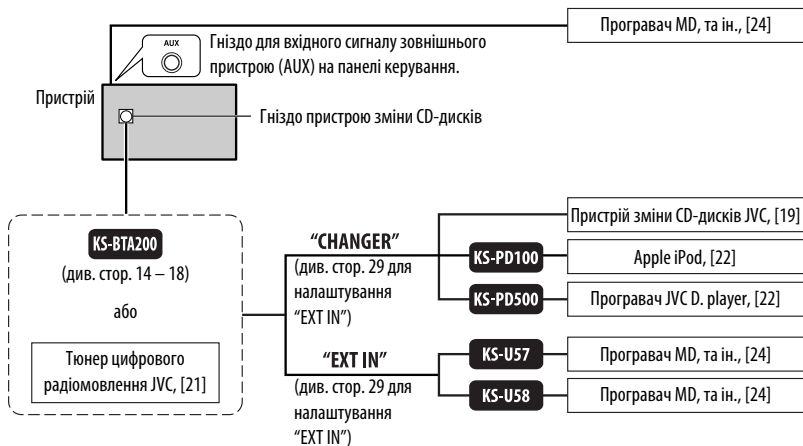 Програвач MD, та ін., [24]
AUX
Гніздо для вхідного сигналу зовнішнього
пристрою (AUX) на панелі керування.
Пристрій
Гніздо пристрою зміни CD-дисків
KS-BTA200
(див. стор. 14 – 18)
або
Тюнер цифрового
радіомовлення JVC, [21]
“CHANGER”
(див. стор. 29 для
налаштування
“EXT IN”)
Пристрій зміни CD-дисків JVC, [19]
KS-PD100
Apple iPod, [22]
KS-PD500
Програвач JVC D. player, [22]
“EXT IN”
(див. стор. 29 для
налаштування
“EXT IN”)
KS-U57
Програвач MD, та ін., [24]
KS-U58
Програвач MD, та ін., [24]